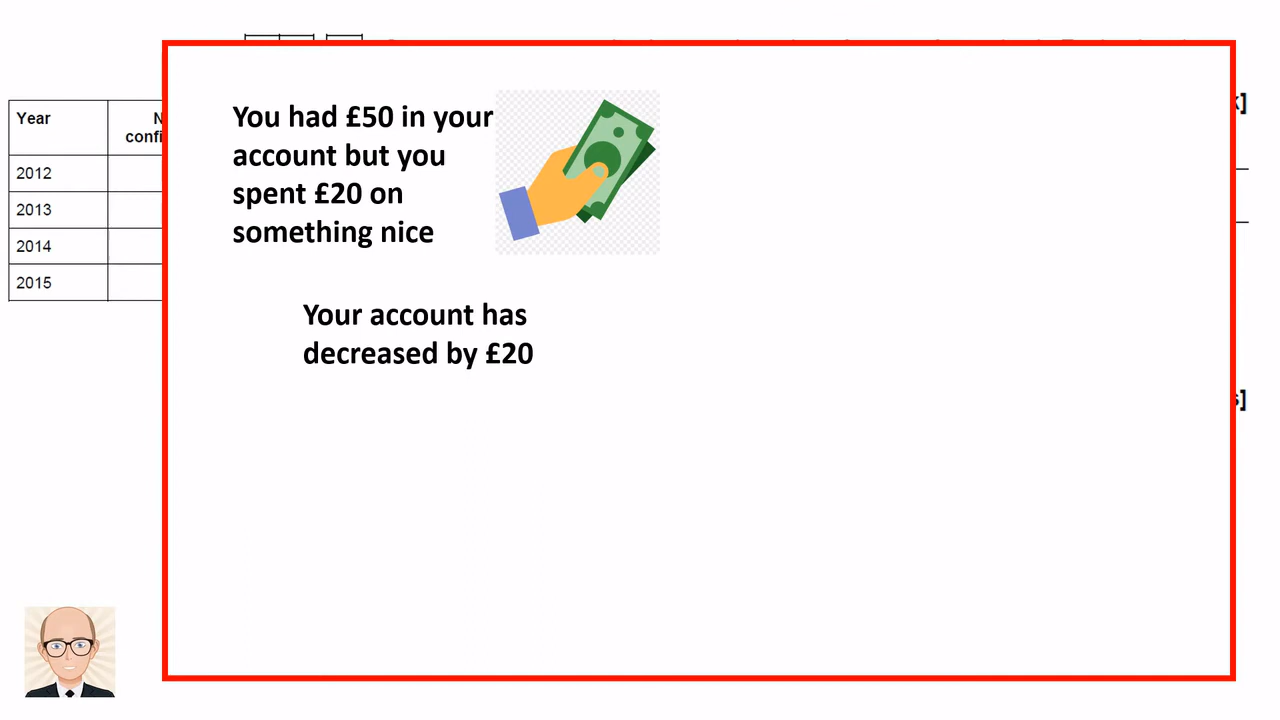 Year
2012
2013
2014
2015
You had £50 in your
account but you
spent £20 on
something nice
Your account has
decreased by £20